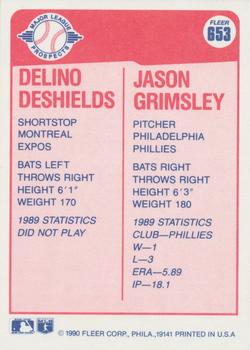 MAJOR LEAGUE
PROSPECTS
FLEER
653
DELINO
DESHIELDS
SHORTSTOP
MONTREAL
EXPOS
BATS LEFT
THROWS RIGHT
HEIGHT 6'1"
WEIGHT 170
1989 STATISTICS
DID NOT PLAY
JASON
GRIMSLEY
PITCHER
PHILADELPHIA
PHILLIES
BATS RIGHT
THROWS RIGHT
HEIGHT 6'3"
WEIGHT 180
1989 STATISTICS
CLUB—PHILLIES
W—1
L—3
ERA—5.89
IP—18.1
© 1990 FLEER CORP., PHILA., 19141 PRINTED IN U.S.A